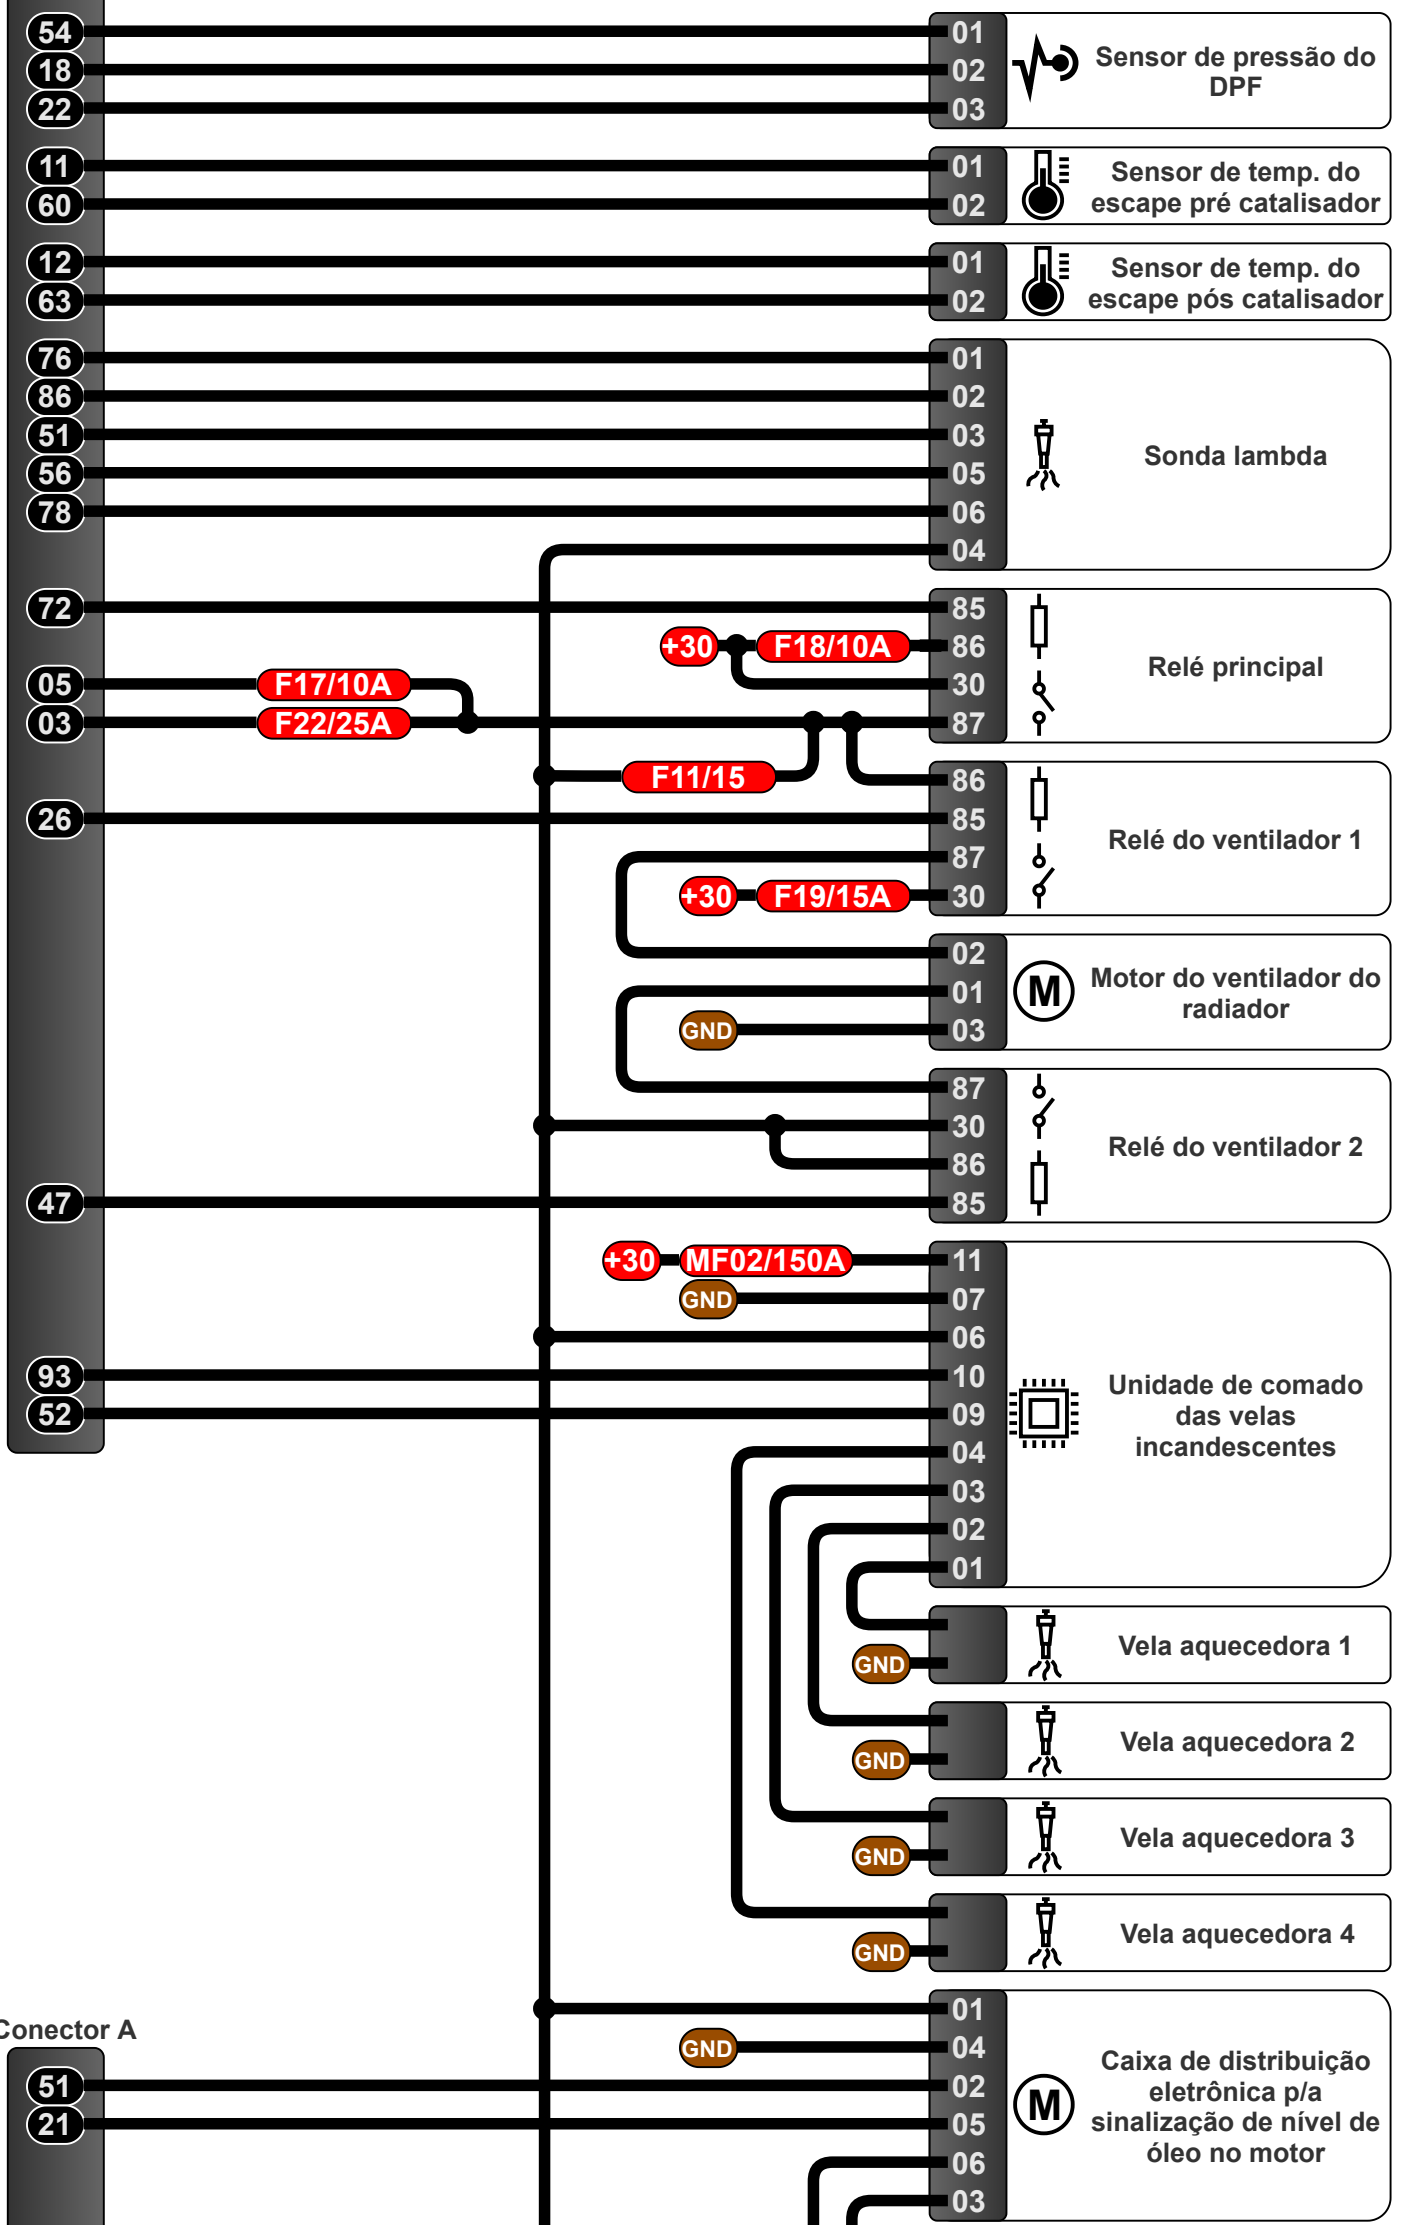 54 01
18 02 Sensor de pressão do
DPF
22 03
11 01 Sensor de temp. do
60 02 escape pré catalisador
12 01 Sensor de temp. do
63 02 escape pós catalisador
76 01
86 02
51 03
56 05 Sonda lambda
78 06
04
72 85
+30 F18/10A 86 Relé principal
05 F17/10A 30
03 F22/25A 87
F11/15 86
26 85 Relé do ventilador 1
87
+30 F19/15A 30
02 Motor do ventilador do
01 M radiador
GND 03
87
30 Relé do ventilador 2
86
47 85
+30 MF02/150A 11
GND 07
06
93 10 Unidade de comado
52 09 das velas
04 incandescentes
03
02
01
Vela aquecedora 1
GND
Vela aquecedora 2
GND
Vela aquecedora 3
GND
Vela aquecedora 4
GND
01
Conector A
GND 04 Caixa de distribuição
51 02 M eletrônica p/a
21 05 sinalização de nível de
06 óleo no motor
03